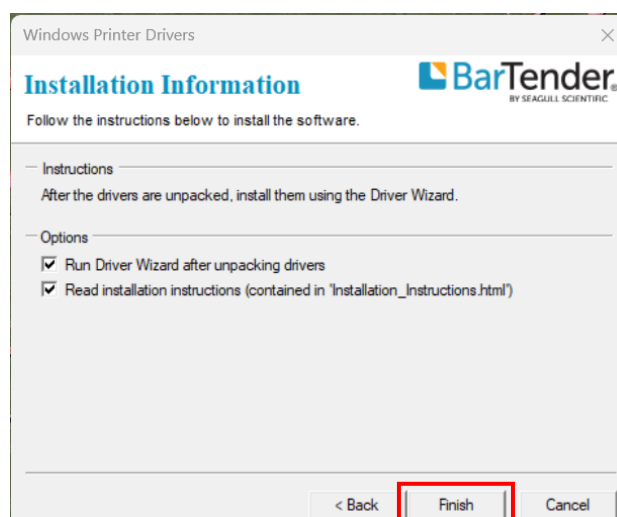 Windows Printer Drivers
Installation Information
BarTender®
BY SEAGULL SCIENTIFIC
Follow the instructions below to install the software.
Instructions
After the drivers are unpacked, install them using the Driver Wizard.
Options
Run Driver Wizard after unpacking drivers
Read installation instructions (contained in 'Installation_Instructions.html')
< Back Finish Cancel